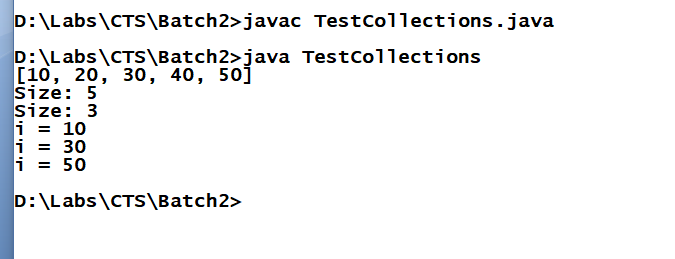 D:\Labs\CTS\Batch2>javac TestCollections.java
D:\Labs\CTS\Batch2>java TestCollections
[10, 20, 30, 40, 50]
Size: 5
Size: 3
i = 10
i = 30
i = 50
D:\Labs\CTS\Batch2>